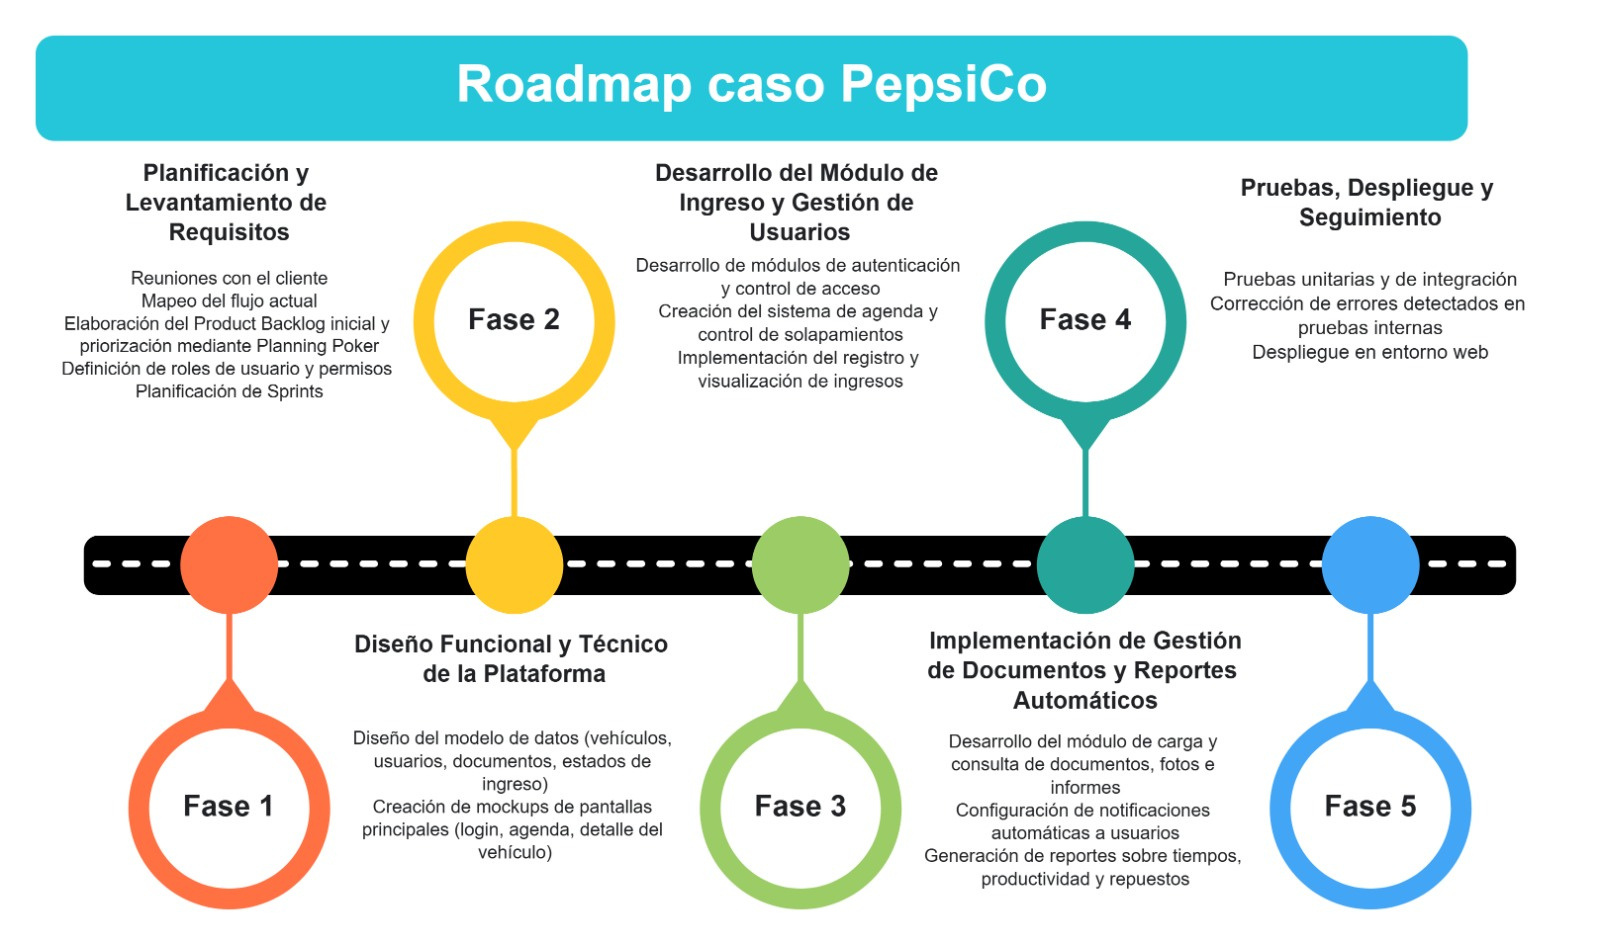 Roadmap caso PepsiCo
Planificación y
Levantamiento de
Requisitos
Reuniones con el cliente
Mapeo del flujo actual
Elaboración del Product Backlog inicial y
priorización mediante Planning Poker
Definición de roles de usuario y permisos
Planificación de Sprints
Fase 2
Desarrollo del Módulo de
Ingreso y Gestión de
Usuarios
Desarrollo de módulos de autenticación
y control de acceso
Creación del sistema de agenda y
control de solapamientos
Implementación del registro y
visualización de ingresos
Fase 4
Pruebas, Despliegue y
Seguimiento
Pruebas unitarias y de integración
Corrección de errores detectados en
pruebas internas
Despliegue en entorno web
Fase 1
Diseño Funcional y Técnico
de la Plataforma
Diseño del modelo de datos (vehículos,
usuarios, documentos, estados de
ingreso)
Creación de mockups de pantallas
principales (login, agenda, detalle del
vehículo)
Fase 3
Implementación de Gestión
de Documentos y Reportes
Automáticos
Desarrollo del módulo de carga y
consulta de documentos, fotos e
informes
Configuración de notificaciones
automáticas a usuarios
Generación de reportes sobre tiempos,
productividad y repuestos
Fase 5